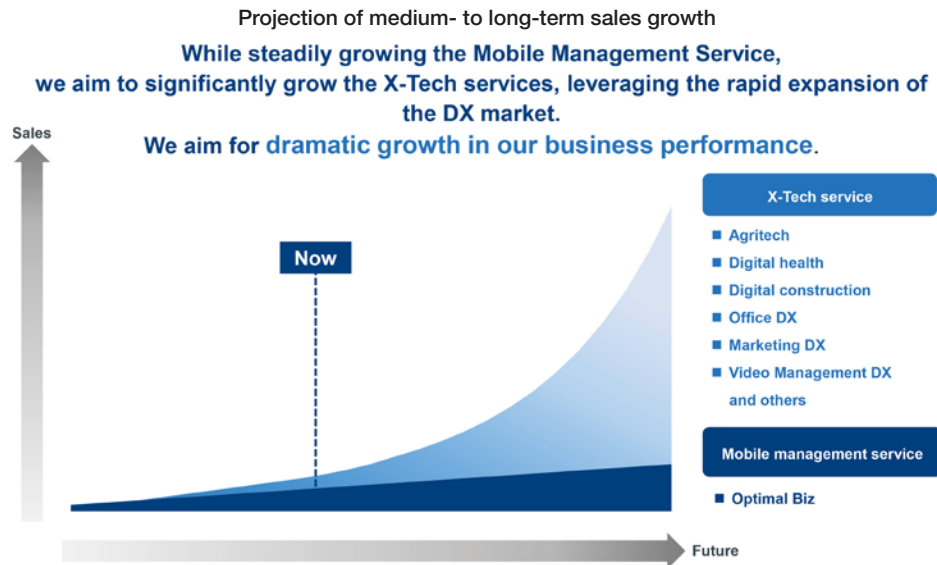 Projection of medium- to long-term sales growth
While steadily growing the Mobile Management Service,
we aim to significantly grow the X-Tech services, leveraging the rapid expansion of
the DX market.
We aim for dramatic growth in our business performance.
Sales
Now
X-Tech service
■ Agritech
■ Digital health
■ Digital construction
■ Office DX
■ Marketing DX
■ Video Management DX
and others
Mobile management service
■ Optimal Biz
Future